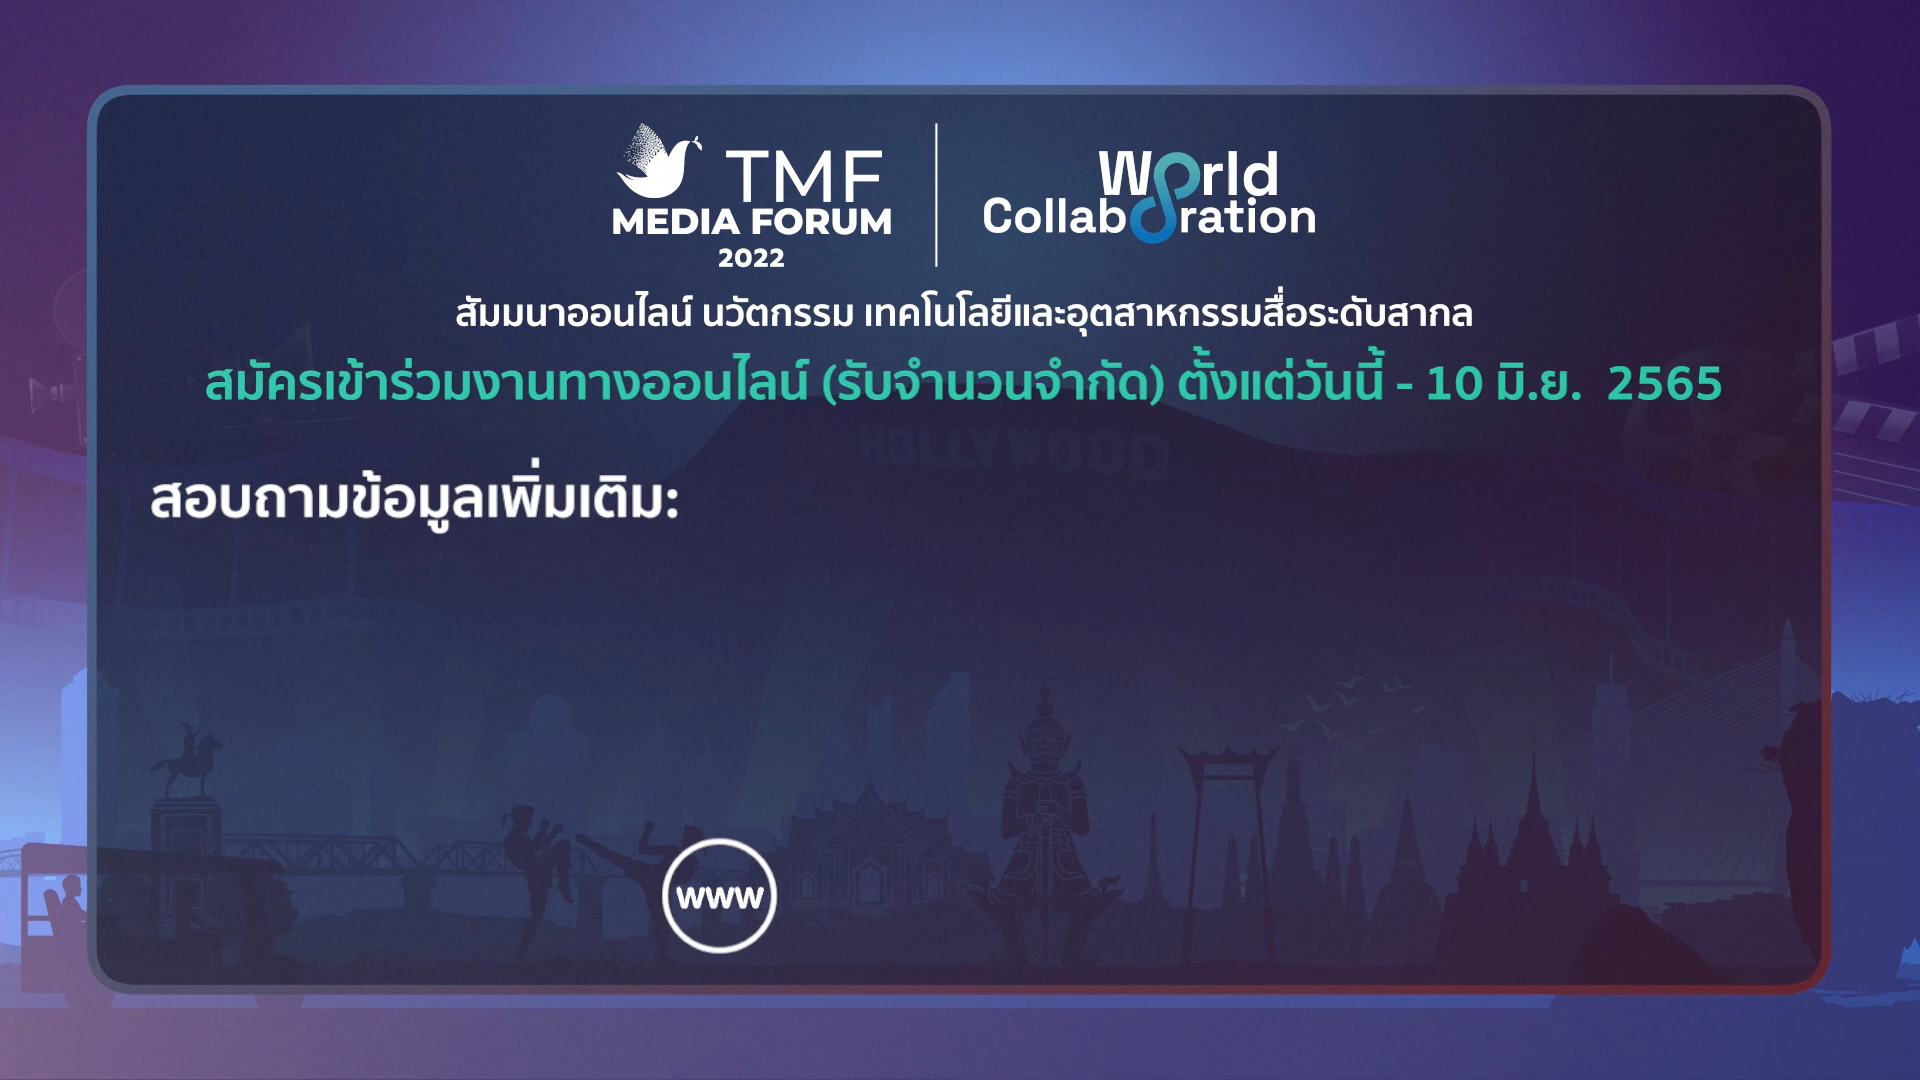 TMF
MEDIA FORUM
2022
World
Collaboration
สัมมนาออนไลน์ นวัตกรรม เทคโนโลยีและอุตสาหกรรมสื่อระดับสากล
สมัครเข้าร่วมงานทางออนไลน์ (รับจำนวนจำกัด) ตั้งแต่วันนี้ - 10 มิ.ย. 2565
HOLLYWOOD
สอบถามข้อมูลเพิ่มเติม:
www